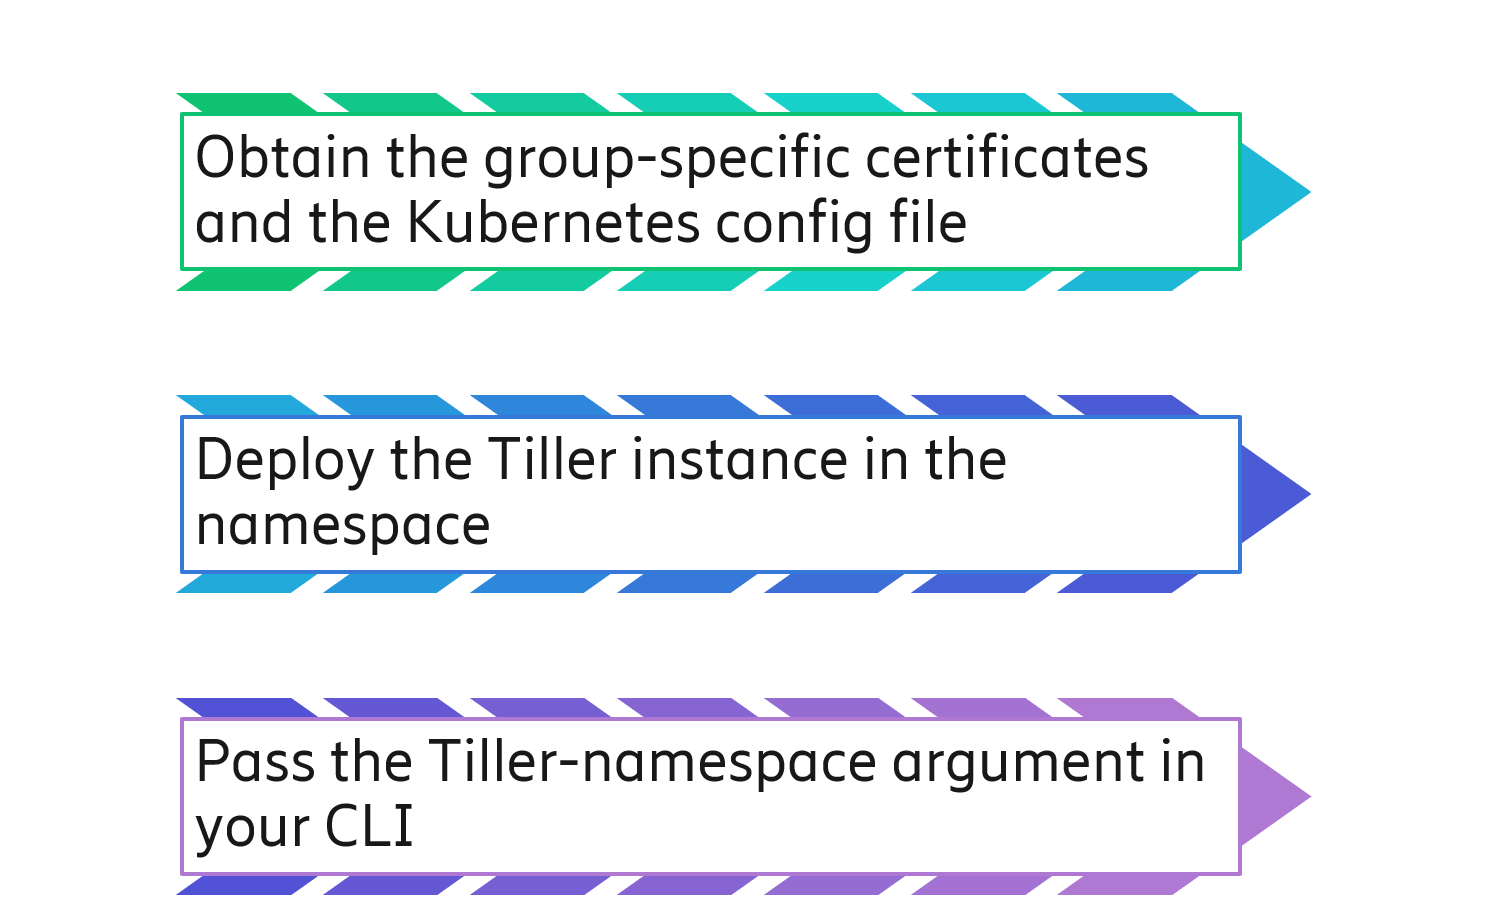 Obtain the group-specific certificates
and the Kubernetes config file
Deploy the Tiller instance in the
namespace
Pass the Tiller-namespace argument in
your CLI